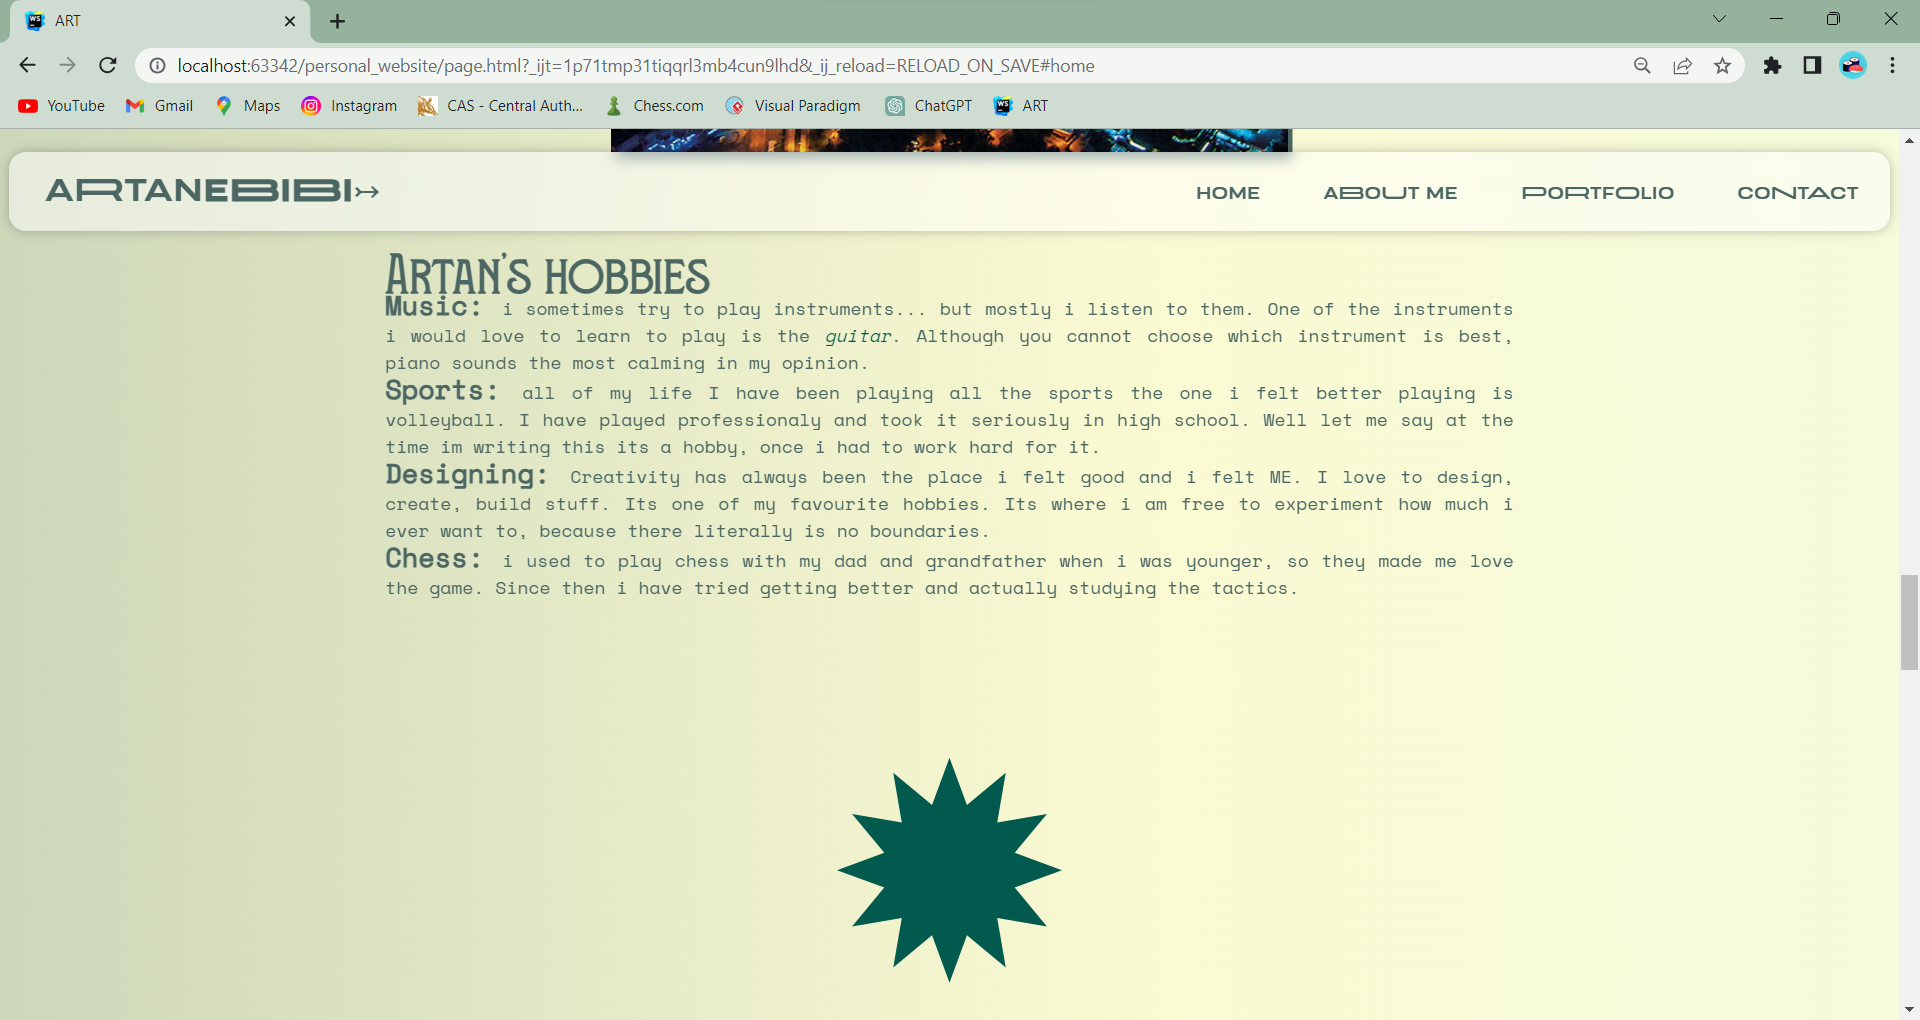 ART
localhost:63342/personal_website/page.html?_ijt=1p71tmp31tiqqrl3mb4cun9lhd&_ij_reload=RELOAD_ON_SAVE#home
YouTube Gmail Maps Instagram CAS - Central Auth... Chess.com Visual Paradigm ChatGPT ART
ARTANEBIBI HOME ABOUT ME PORTFOLIO CONTACT
ARTAN'S HOBBIES
Music: i sometimes try to play instruments... but mostly i listen to them. One of the instruments
i would love to learn to play is the guitar. Although you cannot choose which instrument is best,
piano sounds the most calming in my opinion.
Sports: all of my life I have been playing all the sports the one i felt better playing is
volleyball. I have played professionaly and took it seriously in high school. Well let me say at the
time im writing this its a hobby, once i had to work hard for it.
Designing: Creativity has always been the place i felt good and i felt ME. I love to design,
create, build stuff. Its one of my favourite hobbies. Its where i am free to experiment how much i
ever want to, because there literally is no boundaries.
Chess: i used to play chess with my dad and grandfather when i was younger, so they made me love
the game. Since then i have tried getting better and actually studying the tactics.